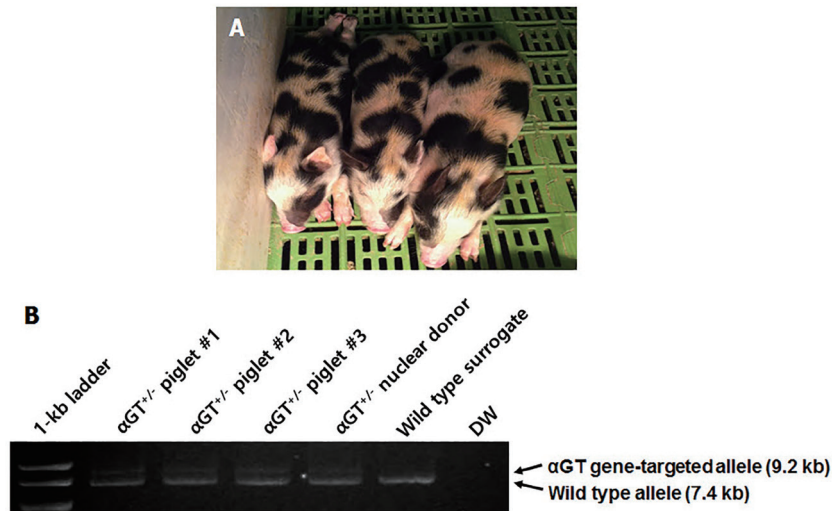 A
B
1-kb ladder
αGT+/- piglet #1
αGT+/- piglet #2
αGT+/- piglet #3
αGT+/- nuclear donor
Wild type surrogate
DW
αGT gene-targeted allele (9.2 kb)
Wild type allele (7.4 kb)